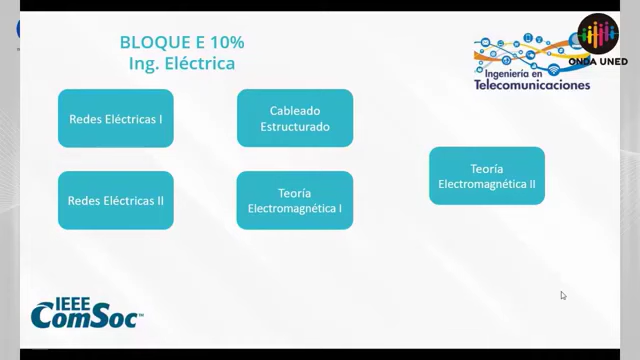 BLOQUE E 10%
Ing. Eléctrica
ONDA UNED
Ingeniería en
Telecomunicaciones
Redes Eléctricas I
Cableado
Estructurado
Redes Eléctricas II
Teoría
Electromagnética I
Teoría
Electromagnética II
IEEE
ComSoc™